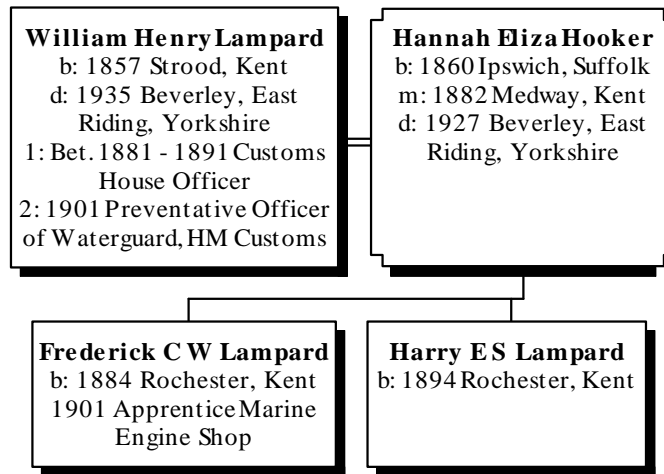 William Henry Lampard
b: 1857 Strood, Kent
d: 1935 Beverley, East
Riding, Yorkshire
1: Bet. 1881 - 1891 Customs
House Officer
2: 1901 Preventative Officer
of Waterguard, HM Customs
Hannah Eliza Hooker
b: 1860 Ipswich, Suffolk
m: 1882 Medway, Kent
d: 1927 Beverley, East
Riding, Yorkshire
Frederick C W Lampard
b: 1884 Rochester, Kent
1901 Apprentice Marine
Engine Shop
Harry E S Lampard
b: 1894 Rochester, Kent